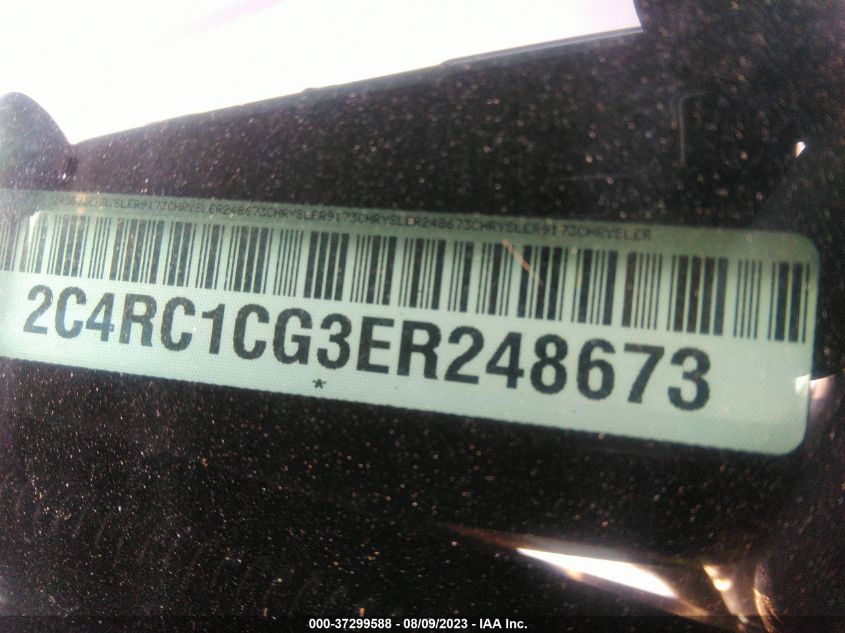 248673CHRYSLER9173CHRYSLER248673CHRYSLER9173CHRYSLER248673CHRYSLER9173CHRYSLER
2C4RC1CG3ER248673
*
000-37299588 - 08/09/2023 - IAA Inc.